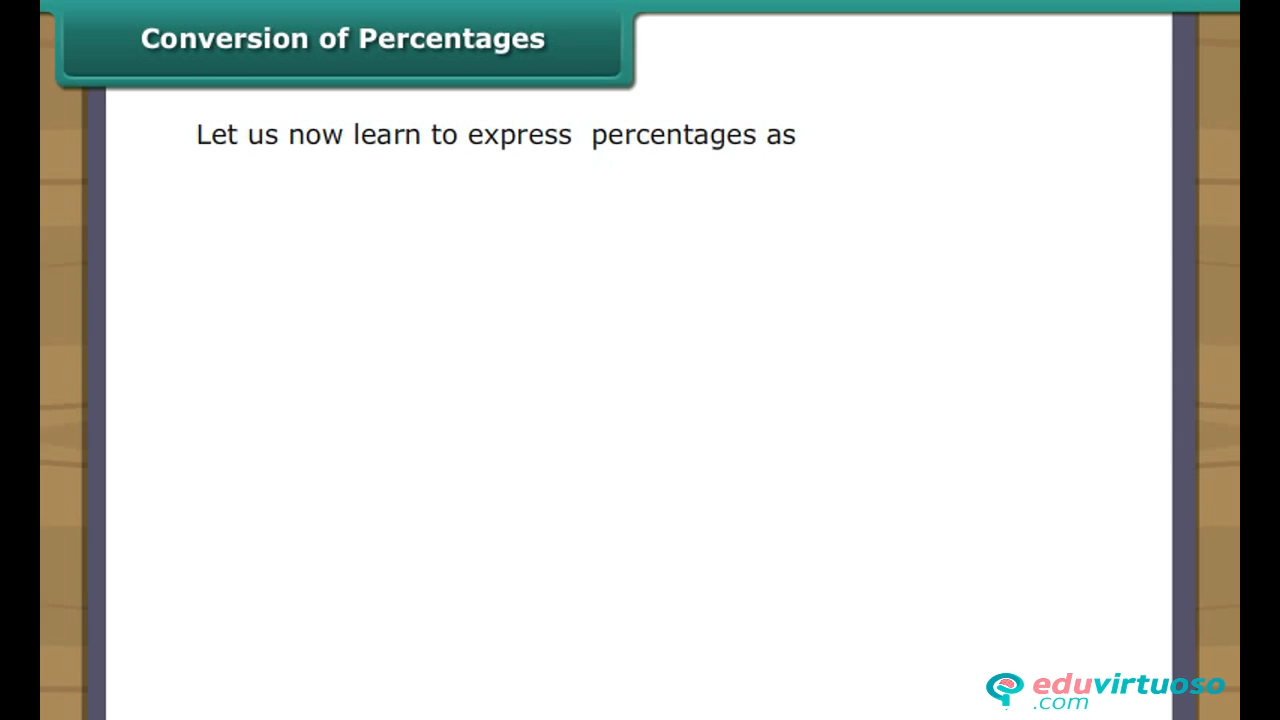 Conversion of Percentages
Let us now learn to express  percentages as
eduvirtuoso
.com